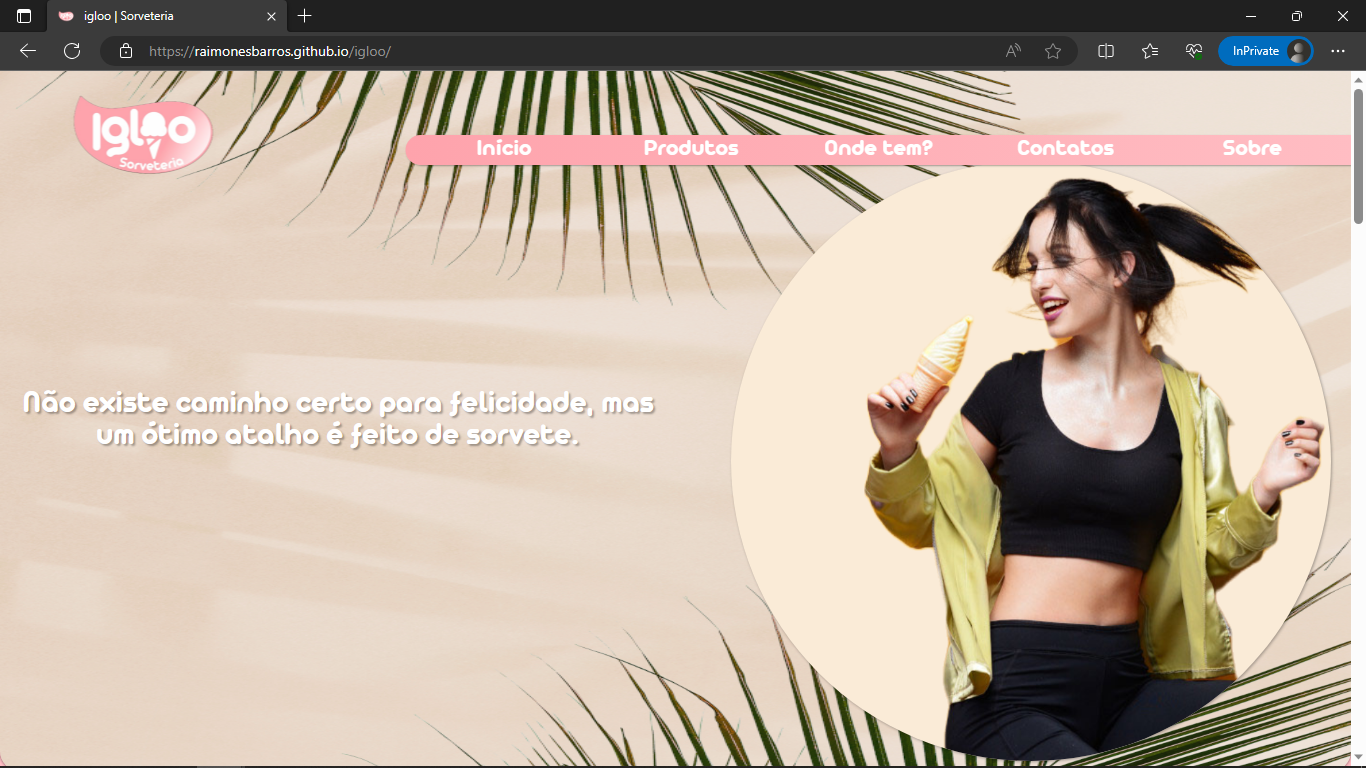 igloo | Sorveteria
https://raimonesbarros.github.io/igloo/
InPrivate
Igloo
Sorveteria
Início
Produtos
Onde tem?
Contatos
Sobre
Não existe caminho certo para felicidade, mas
um ótimo atalho é feito de sorvete.